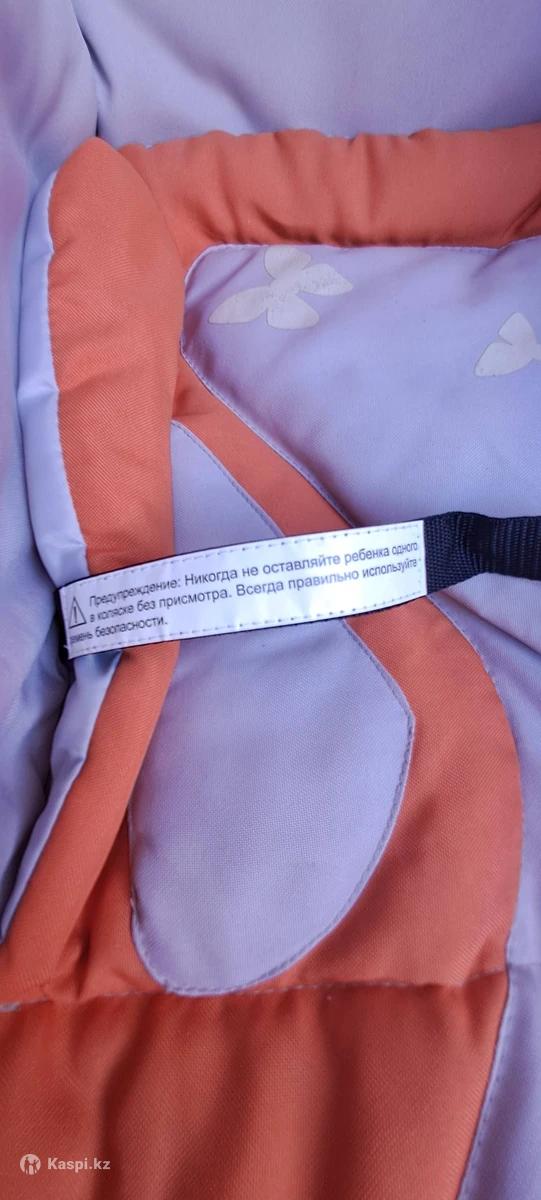 Предупреждение: Никогда не оставляйте ребенка одного
в коляске без присмотра. Всегда правильно используйте
ремень безопасности.
Kaspi.kz